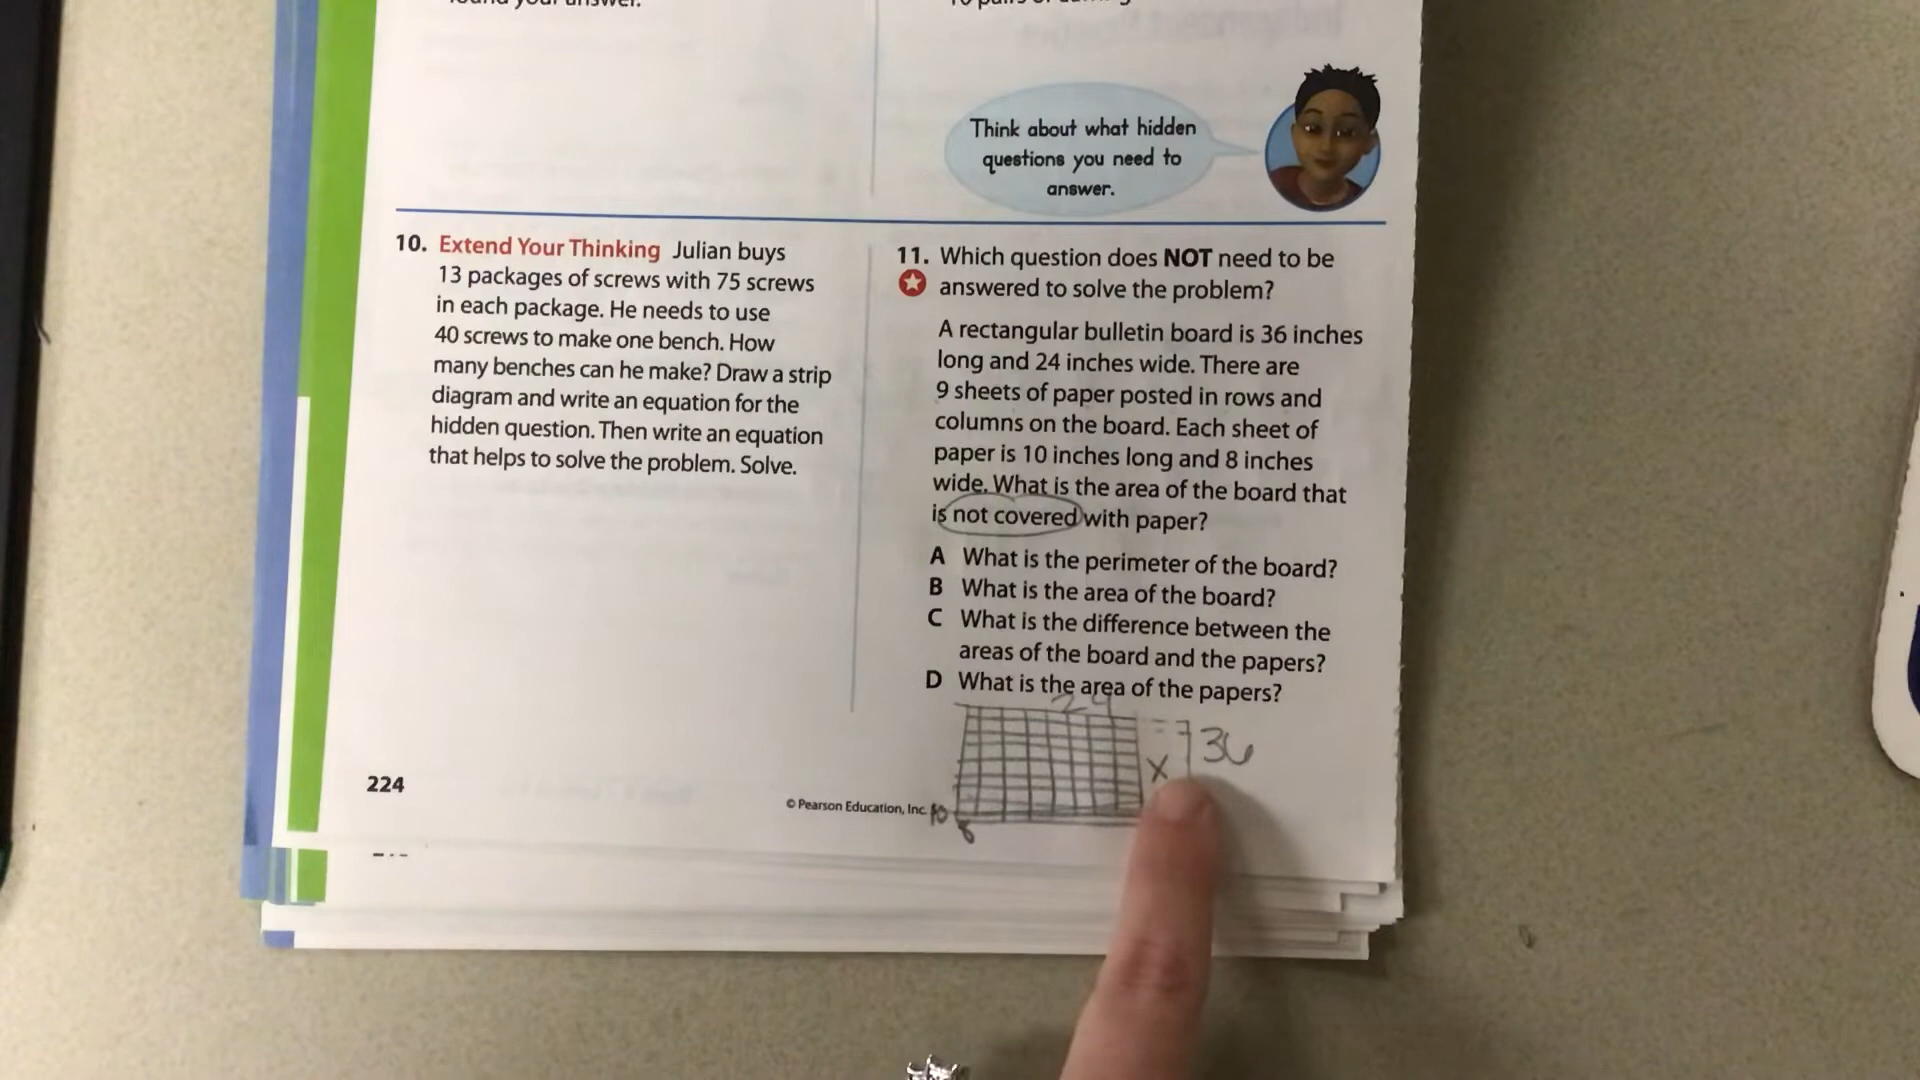 Think about what hidden
questions you need to
answer.
10. Extend Your Thinking Julian buys
13 packages of screws with 75 screws
in each package. He needs to use
40 screws to make one bench. How
many benches can he make? Draw a strip
diagram and write an equation for the
hidden question. Then write an equation
that helps to solve the problem. Solve.
11. Which question does NOT need to be
answered to solve the problem?
A rectangular bulletin board is 36 inches
long and 24 inches wide. There are
9 sheets of paper posted in rows and
columns on the board. Each sheet of
paper is 10 inches long and 8 inches
wide. What is the area of the board that
is not covered with paper?
A What is the perimeter of the board?
B What is the area of the board?
C What is the difference between the
areas of the board and the papers?
D What is the area of the papers?
24
36
x
10
8
224
© Pearson Education, Inc.